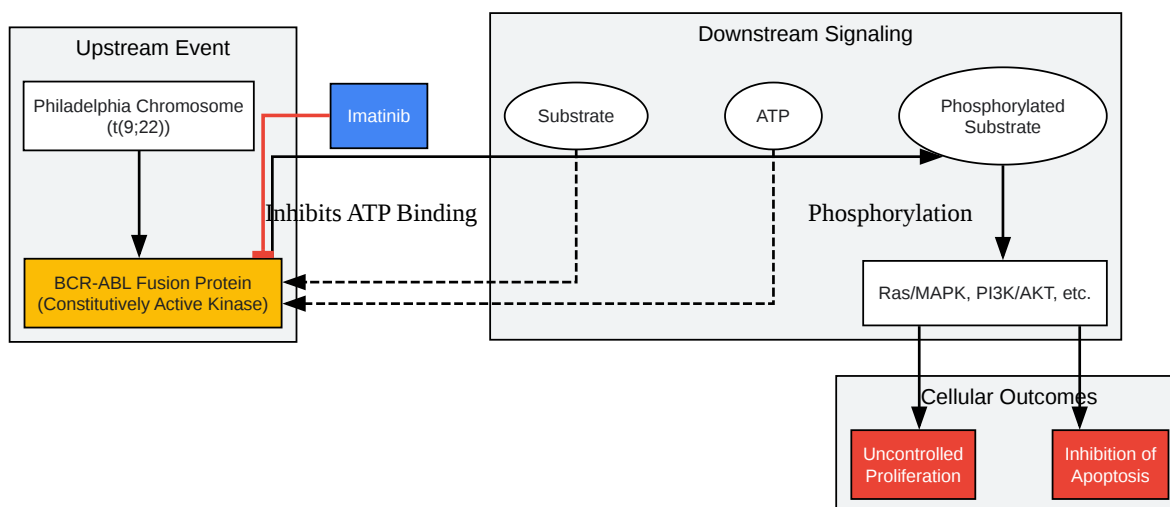 Upstream Event
Philadelphia Chromosome
(t(9;22))
Imatinib
Downstream Signaling
Substrate
ATP
Phosphorylated
Substrate
Inhibits ATP Binding
Phosphorylation
BCR-ABL Fusion Protein
(Constitutively Active Kinase)
Ras/MAPK, PI3K/AKT, etc.
Cellular Outcomes
Uncontrolled
Proliferation
Inhibition of
Apoptosis